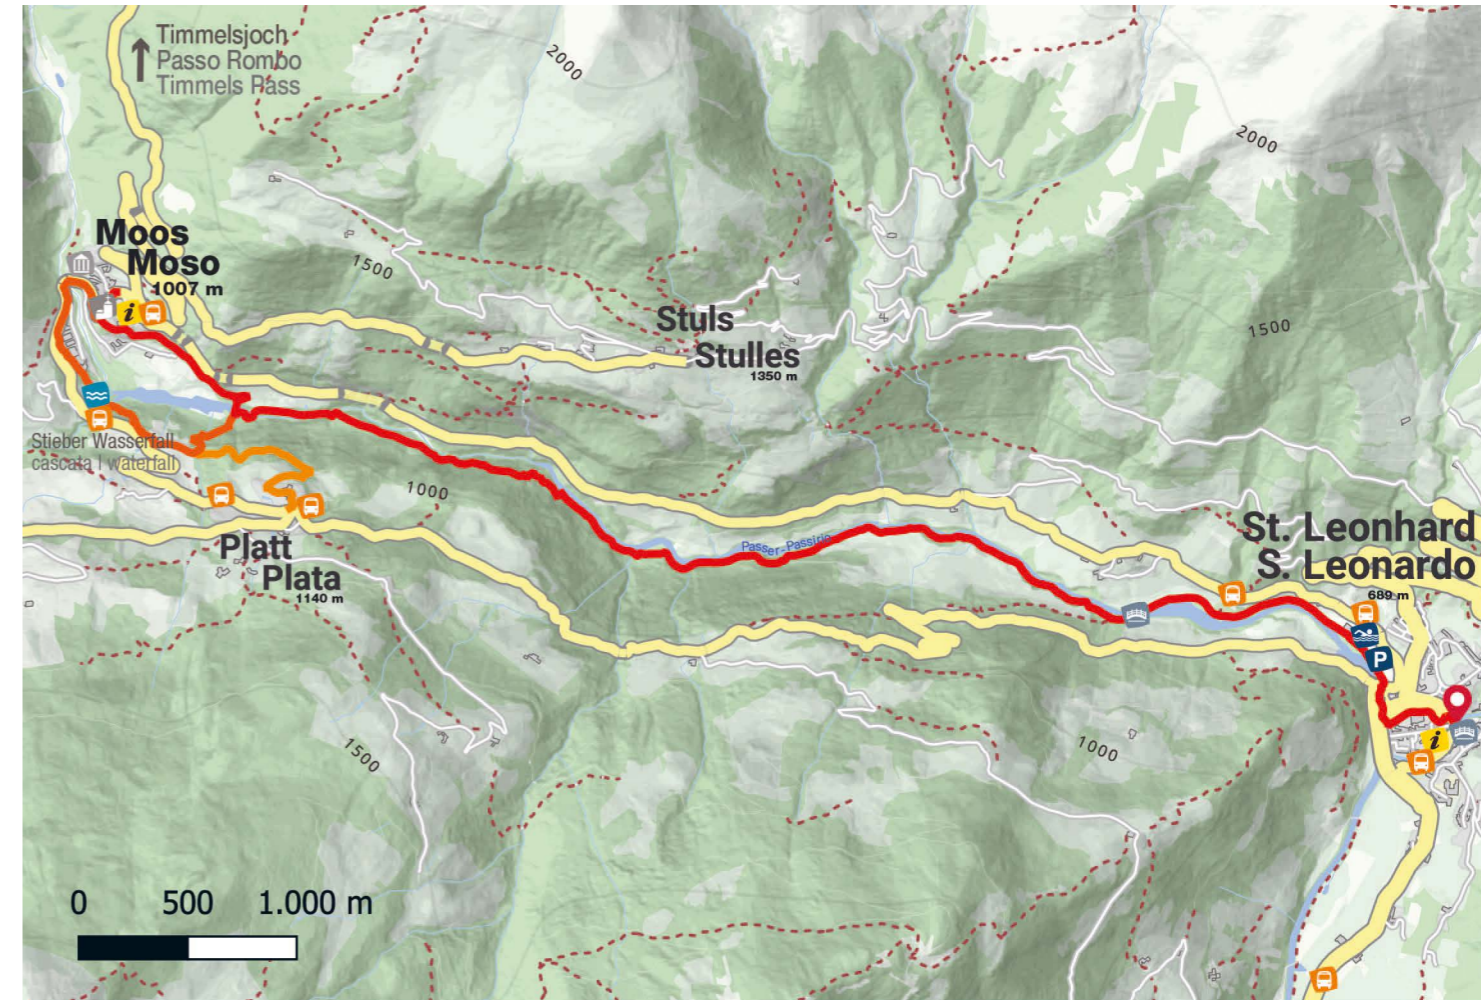 Timmelsjoch
Passo Rombo
Timmels Pass
2000
2000
Moos
Moso
1007 m
1500
i
Stuls
Stulles
1350 m
1500
Stieber Wasserfall
cascata I waterfall
1000
Passer-Passirio
St. Leonhard
S. Leonardo
689 m
Platt
Plata
1140 m
P
1500
1000
i
0 500 1.000 m